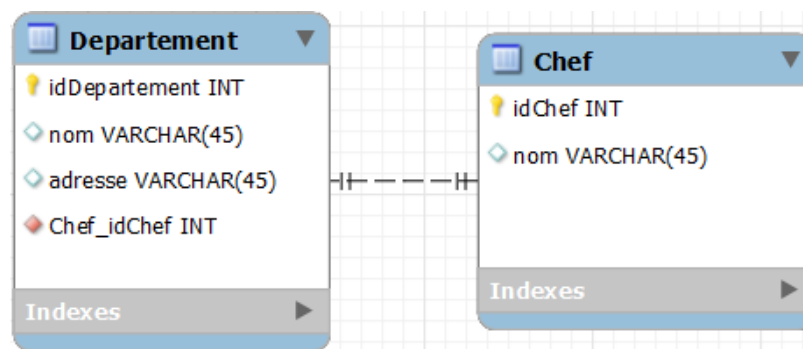 Departement
idDepartement INT
nom VARCHAR(45)
adresse VARCHAR(45)
Chef_idChef INT
Indexes
Chef
idChef INT
nom VARCHAR(45)
Indexes